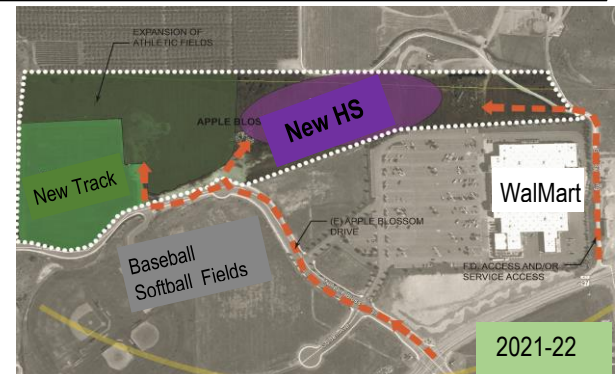 EXPANSION OF
ATHLETIC FIELDS
APPLE BLOS
New HS
New Track
WalMart
(E) APPLE BLOSSOM
DRIVE
Baseball
Softball Fields
F.D. ACCESS AND/OR
SERVICE ACCESS
2021-22